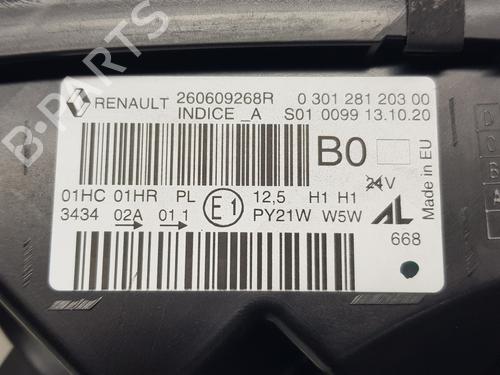 RENAULT 260609268R 0 301 281 203 00
INDICE _A S01 0099 13.10.20
B0
Made in EU
01HC 01HR PL E1 12,5 H1 H1 24V
3434 02A 01 1 PY21W W5W AL
668
B-PARTS